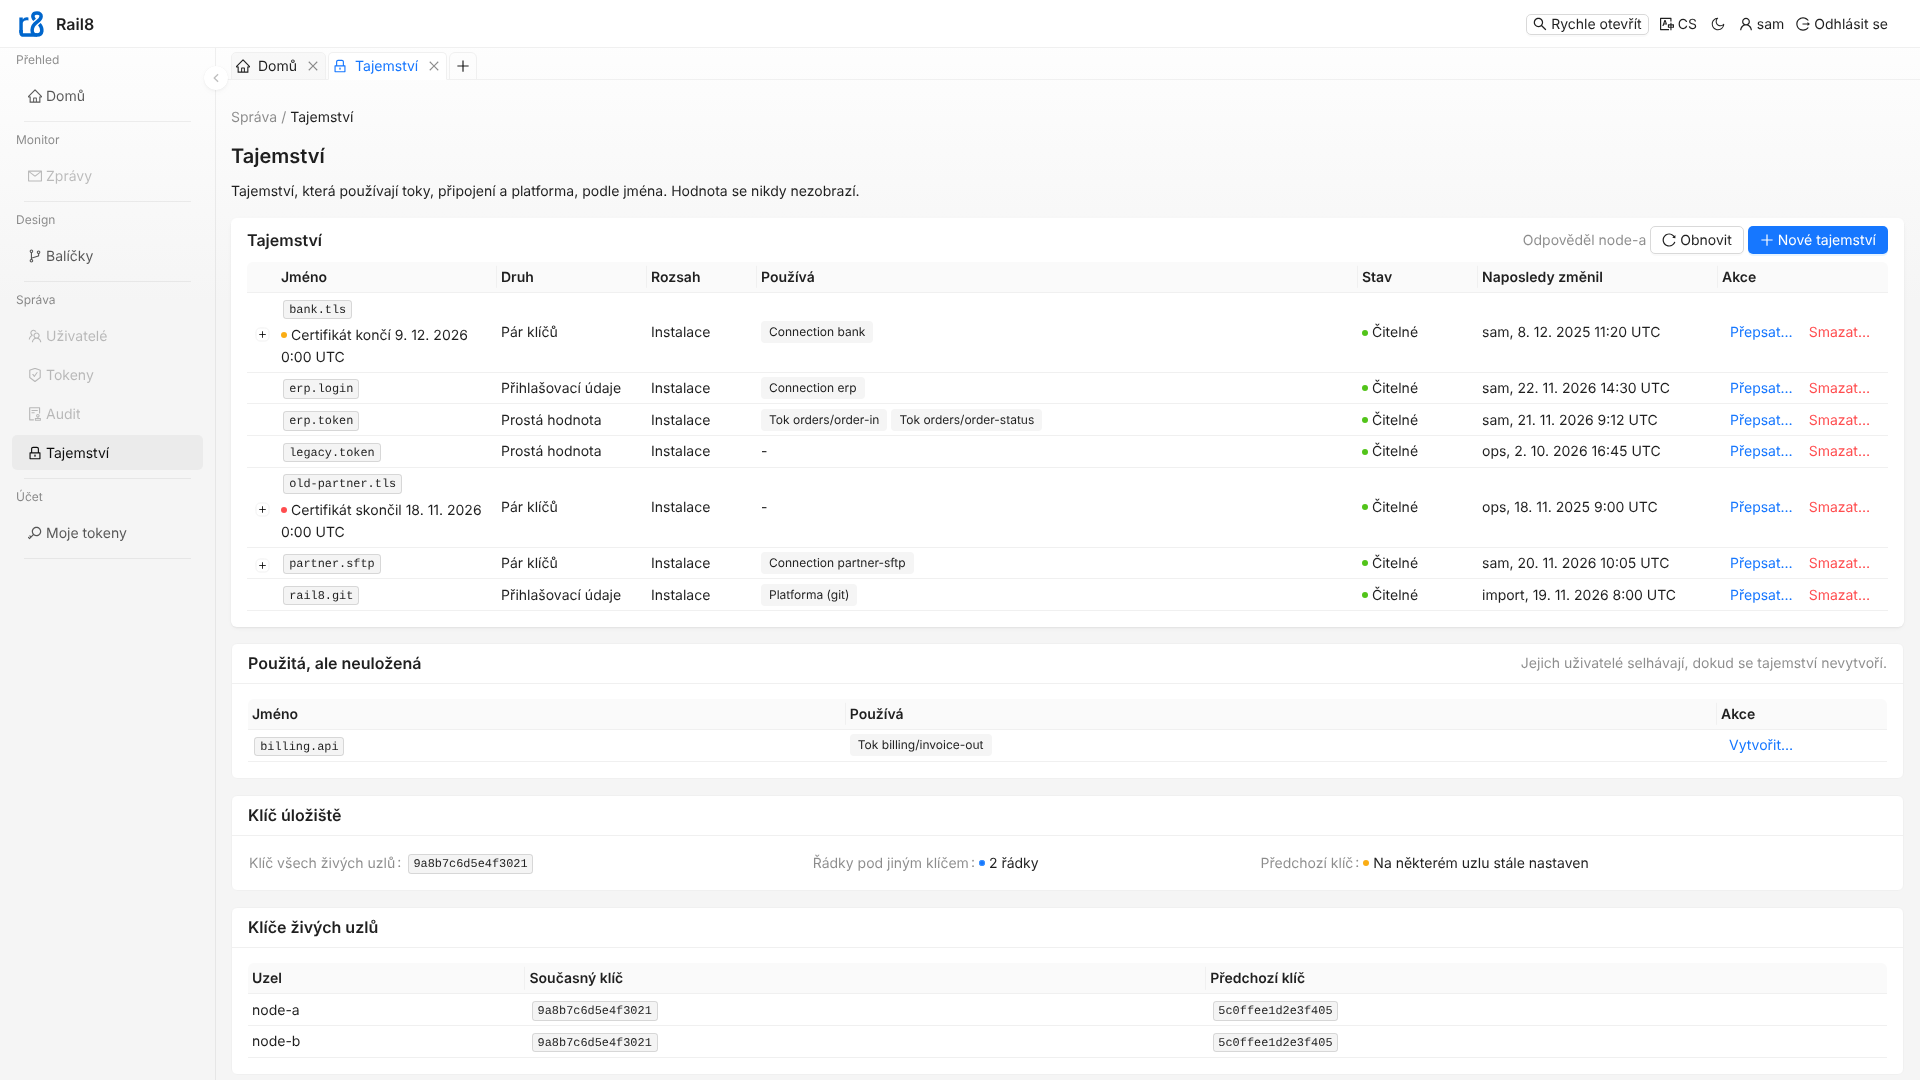 Rail8
Rychle otevřít
CS
sam
Odhlásit se
Přehled
Domů
Monitor
Zprávy
Design
Balíčky
Správa
Uživatelé
Tokeny
Audit
Tajemství
Účet
Moje tokeny
Domů
Tajemství
Správa / Tajemství
Tajemství
Tajemství, která používají toky, připojení a platforma, podle jména. Hodnota se nikdy nezobrazí.
Tajemství
Odpověděl node-a
Obnovit
Nové tajemství
Jméno Druh Rozsah Používá Stav Naposledy změnil Akce
bank.tls
Certifikát končí 9. 12. 2026
0:00 UTC
Pár klíčů Instalace Connection bank Čitelné sam, 8. 12. 2025 11:20 UTC Přepsat... Smazat...
erp.login Přihlašovací údaje Instalace Connection erp Čitelné sam, 22. 11. 2026 14:30 UTC Přepsat... Smazat...
erp.token Prostá hodnota Instalace Tok orders/order-in Tok orders/order-status Čitelné sam, 21. 11. 2026 9:12 UTC Přepsat... Smazat...
legacy.token Prostá hodnota Instalace - Čitelné ops, 2. 10. 2026 16:45 UTC Přepsat... Smazat...
old-partner.tls
Certifikát skončil 18. 11. 2026
0:00 UTC
Pár klíčů Instalace - Čitelné ops, 18. 11. 2025 9:00 UTC Přepsat... Smazat...
partner.sftp Pár klíčů Instalace Connection partner-sftp Čitelné sam, 20. 11. 2026 10:05 UTC Přepsat... Smazat...
rail8.git Přihlašovací údaje Instalace Platforma (git) Čitelné import, 19. 11. 2026 8:00 UTC Přepsat... Smazat...
Použitá, ale neuložená
Jejich uživatelé selhávají, dokud se tajemství nevytvoří.
Jméno Používá Akce
billing.api Tok billing/invoice-out Vytvořit...
Klíč úložiště
Klíč všech živých uzlů: 9a8b7c6d5e4f3021
Řádky pod jiným klíčem: 2 řádky
Předchozí klíč: Na některém uzlu stále nastaven
Klíče živých uzlů
Uzel Současný klíč Předchozí klíč
node-a 9a8b7c6d5e4f3021 5c0ffee1d2e3f405
node-b 9a8b7c6d5e4f3021 5c0ffee1d2e3f405